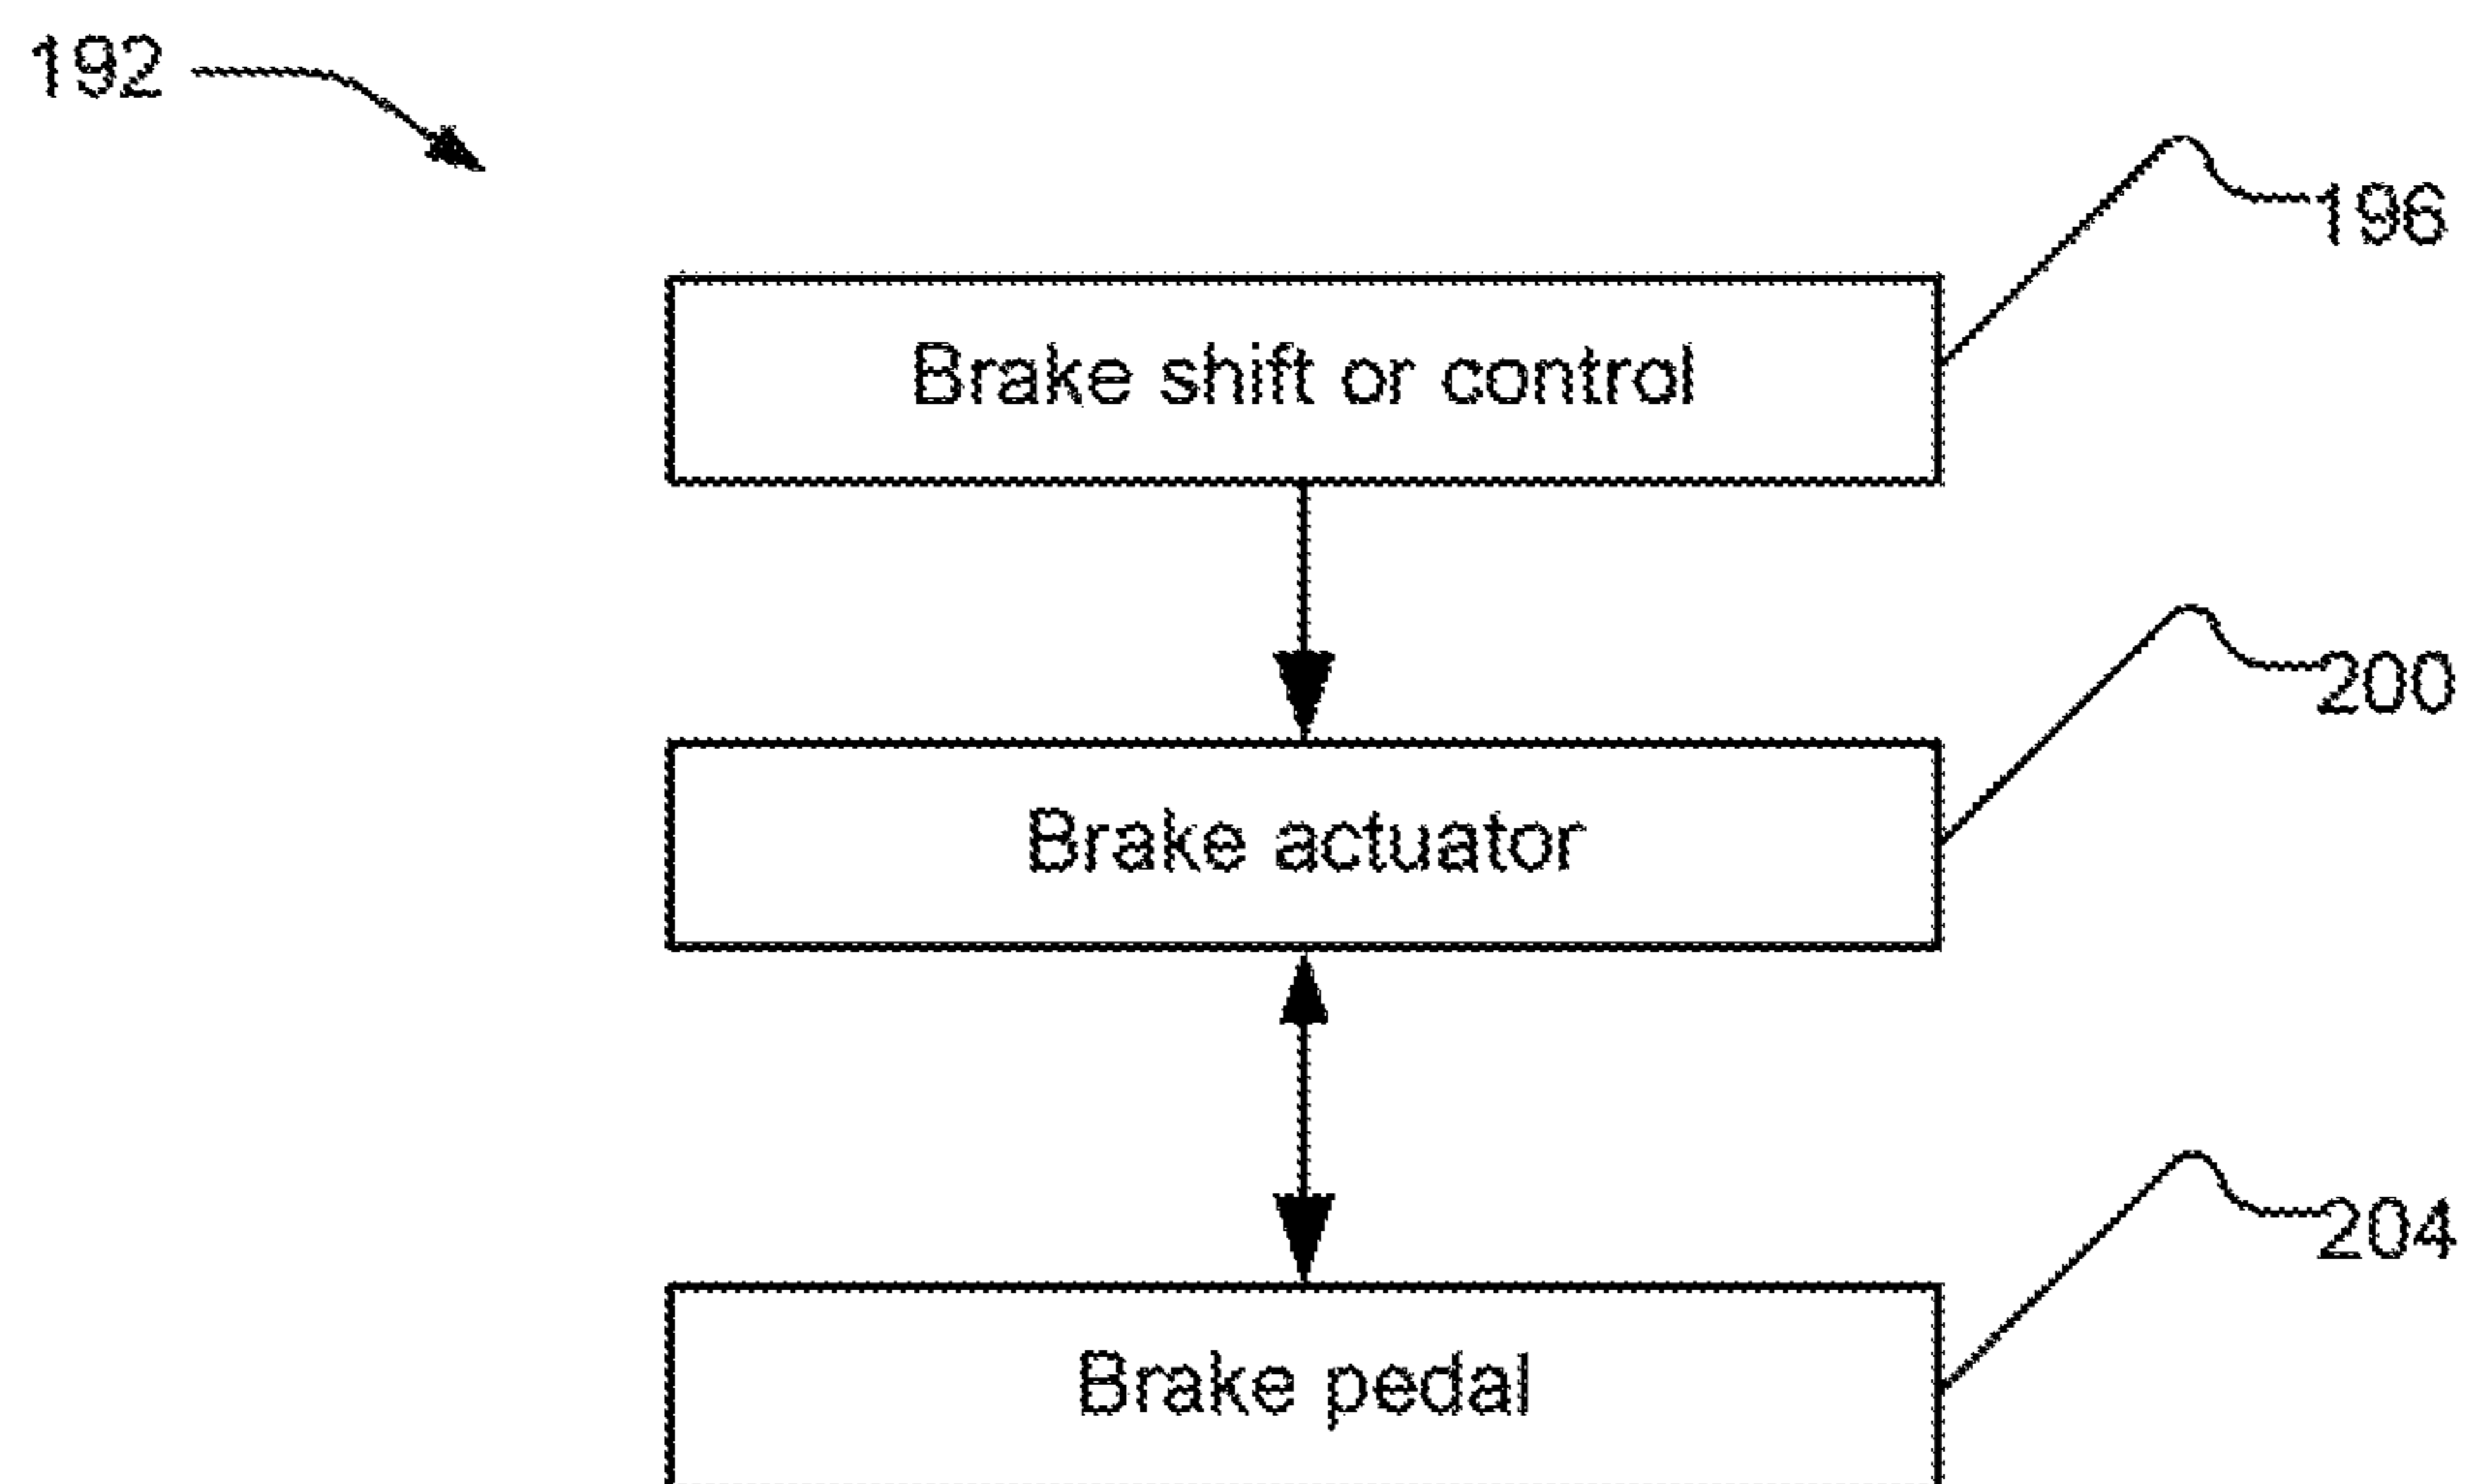 192
196
Brake shift or control
200
Brake actuator
204
Brake pedal